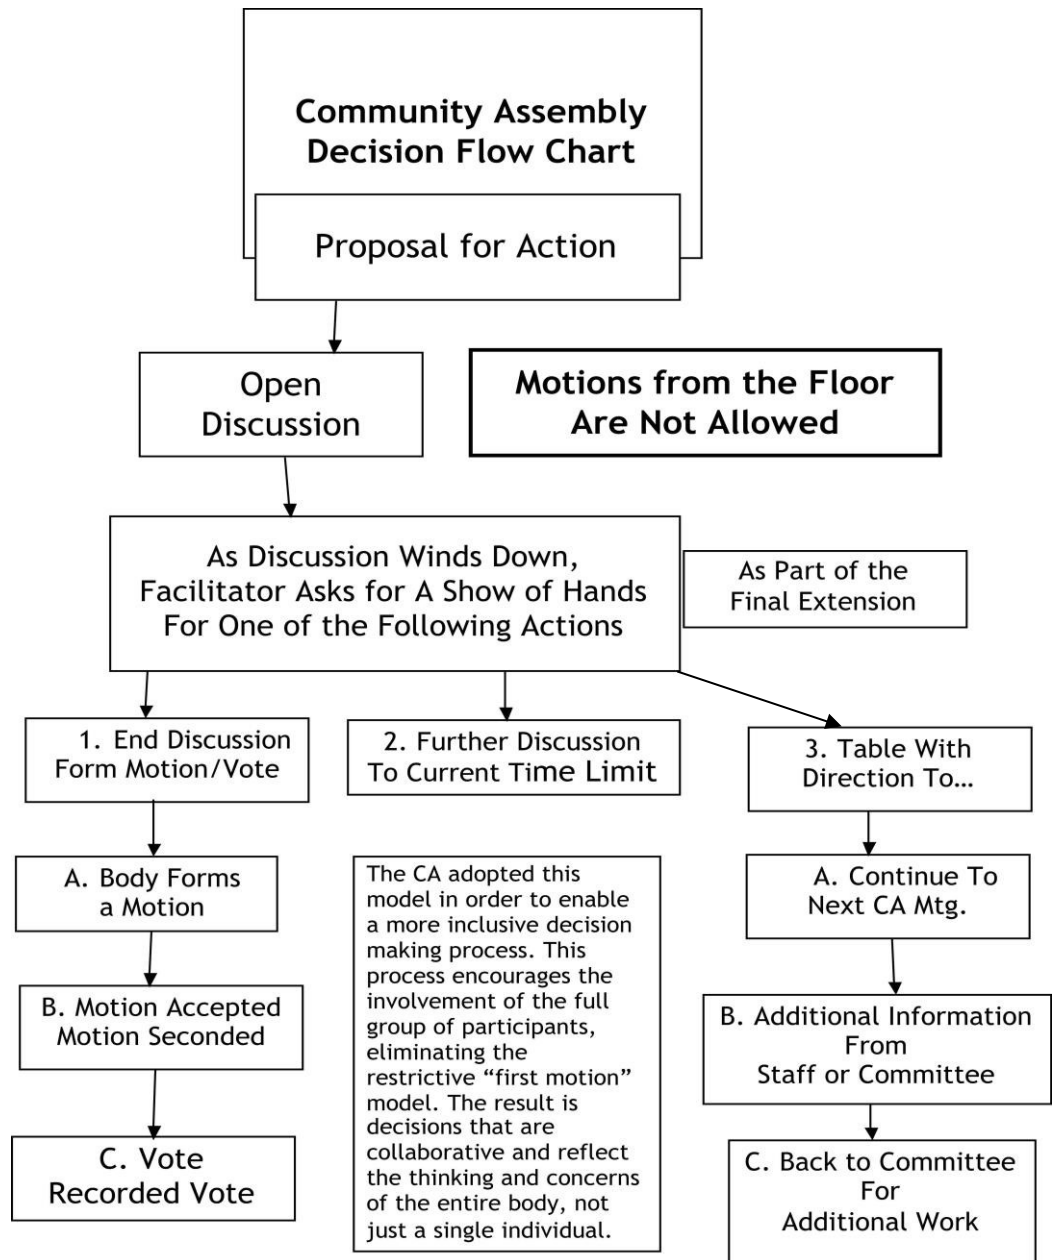 Community Assembly
Decision Flow Chart
Proposal for Action
Open
Discussion
Motions from the Floor
Are Not Allowed
As Discussion Winds Down,
Facilitator Asks for A Show of Hands
For One of the Following Actions
As Part of the
Final Extension
1. End Discussion
Form Motion/Vote
2. Further Discussion
To Current Time Limit
3. Table With
Direction To…
A. Body Forms
a Motion
B. Motion Accepted
Motion Seconded
C. Vote
Recorded Vote
The CA adopted this
model in order to enable
a more inclusive decision
making process. This
process encourages the
involvement of the full
group of participants,
eliminating the
restrictive “first motion”
model. The result is
decisions that are
collaborative and reflect
the thinking and concerns
of the entire body, not
just a single individual.
A. Continue To
Next CA Mtg.
B. Additional Information
From
Staff or Committee
C. Back to Committee
For
Additional Work